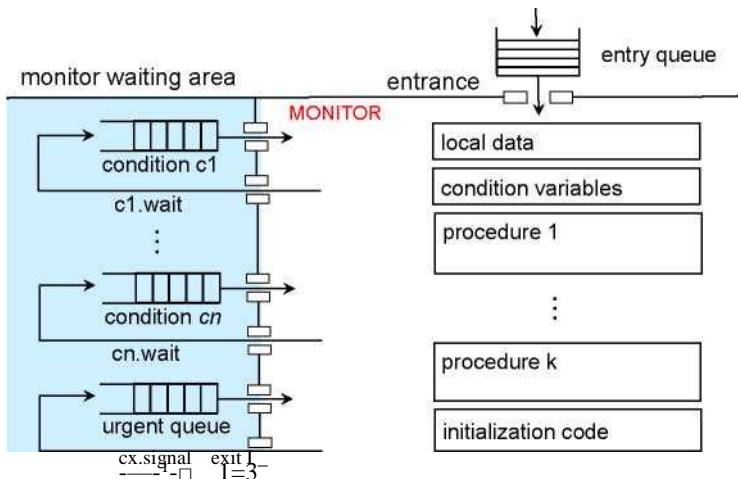 entry queue
monitor waiting area
entrance
MONITOR
local data
condition c1
condition variables
c1.wait
procedure 1
condition cn
cn.wait
procedure k
urgent queue
initialization code
cx.signal exit